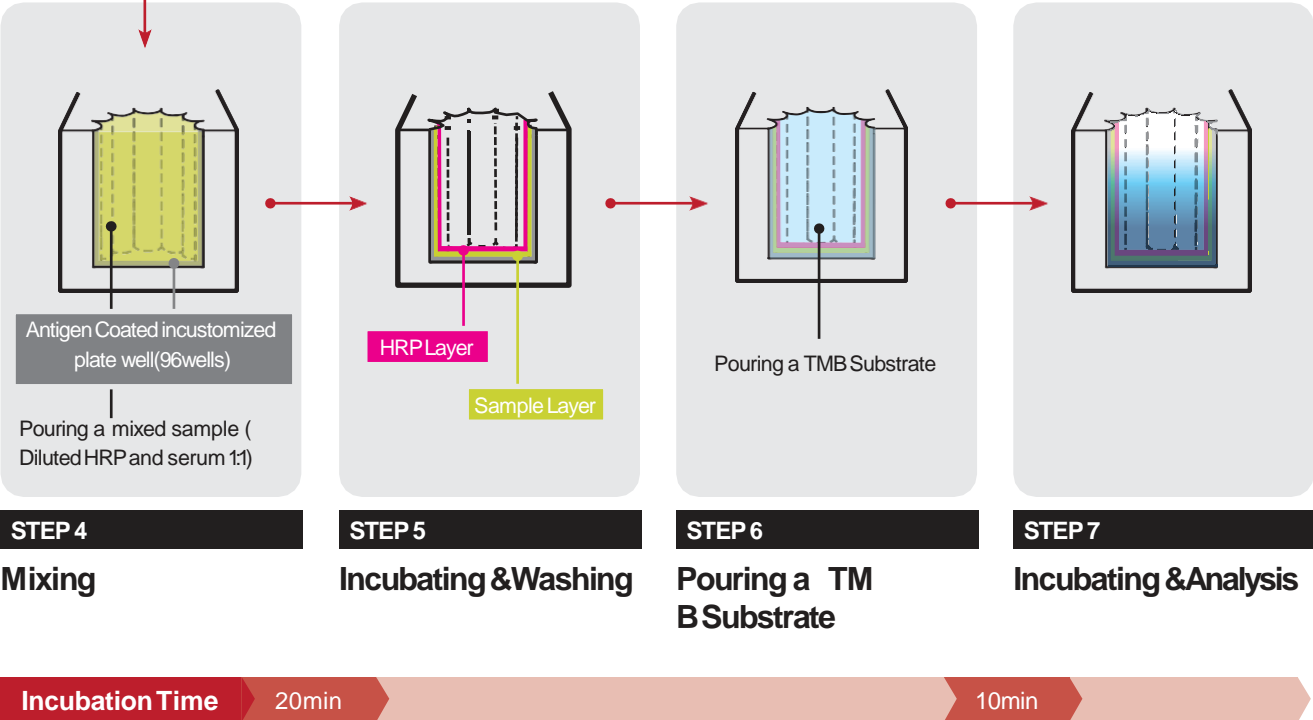 Antigen Coated incustomized
plate well(96wells)
Pouring a mixed sample (
Diluted HRP and serum 1:1)
HRP Layer
Sample Layer
Pouring a TMB Substrate
STEP 4
Mixing
STEP 5
Incubating &Washing
STEP 6
Pouring a TM
B Substrate
STEP 7
Incubating &Analysis
Incubation Time
20min
10min